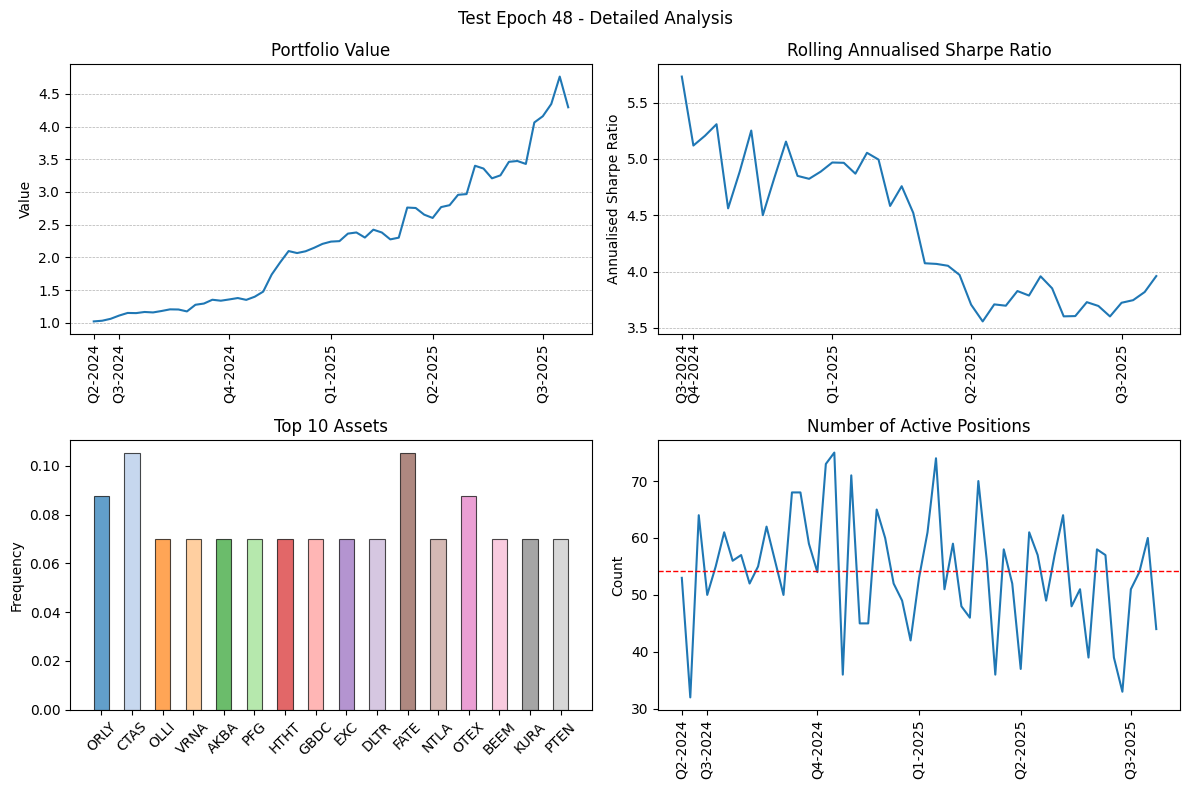 Test Epoch 48 - Detailed Analysis
Portfolio Value
Value
4.5
4.0
3.5
3.0
2.5
2.0
1.5
1.0
Q2-2024
Q3-2024
Q4-2024
Q1-2025
Q2-2025
Q3-2025
Rolling Annualised Sharpe Ratio
Annualised Sharpe Ratio
5.5
5.0
4.5
4.0
3.5
Q3-2024
Q4-2024
Q1-2025
Q2-2025
Q3-2025
Top 10 Assets
Frequency
0.10
0.08
0.06
0.04
0.02
0.00
ORLY
CTAS
OLLI
VRNA
AKBA
PFG
HTHT
GBDC
EXC
DLTR
FATE
NTLA
OTEX
BEEM
KURA
PTEN
Number of Active Positions
Count
70
60
50
40
30
Q2-2024
Q3-2024
Q4-2024
Q1-2025
Q2-2025
Q3-2025